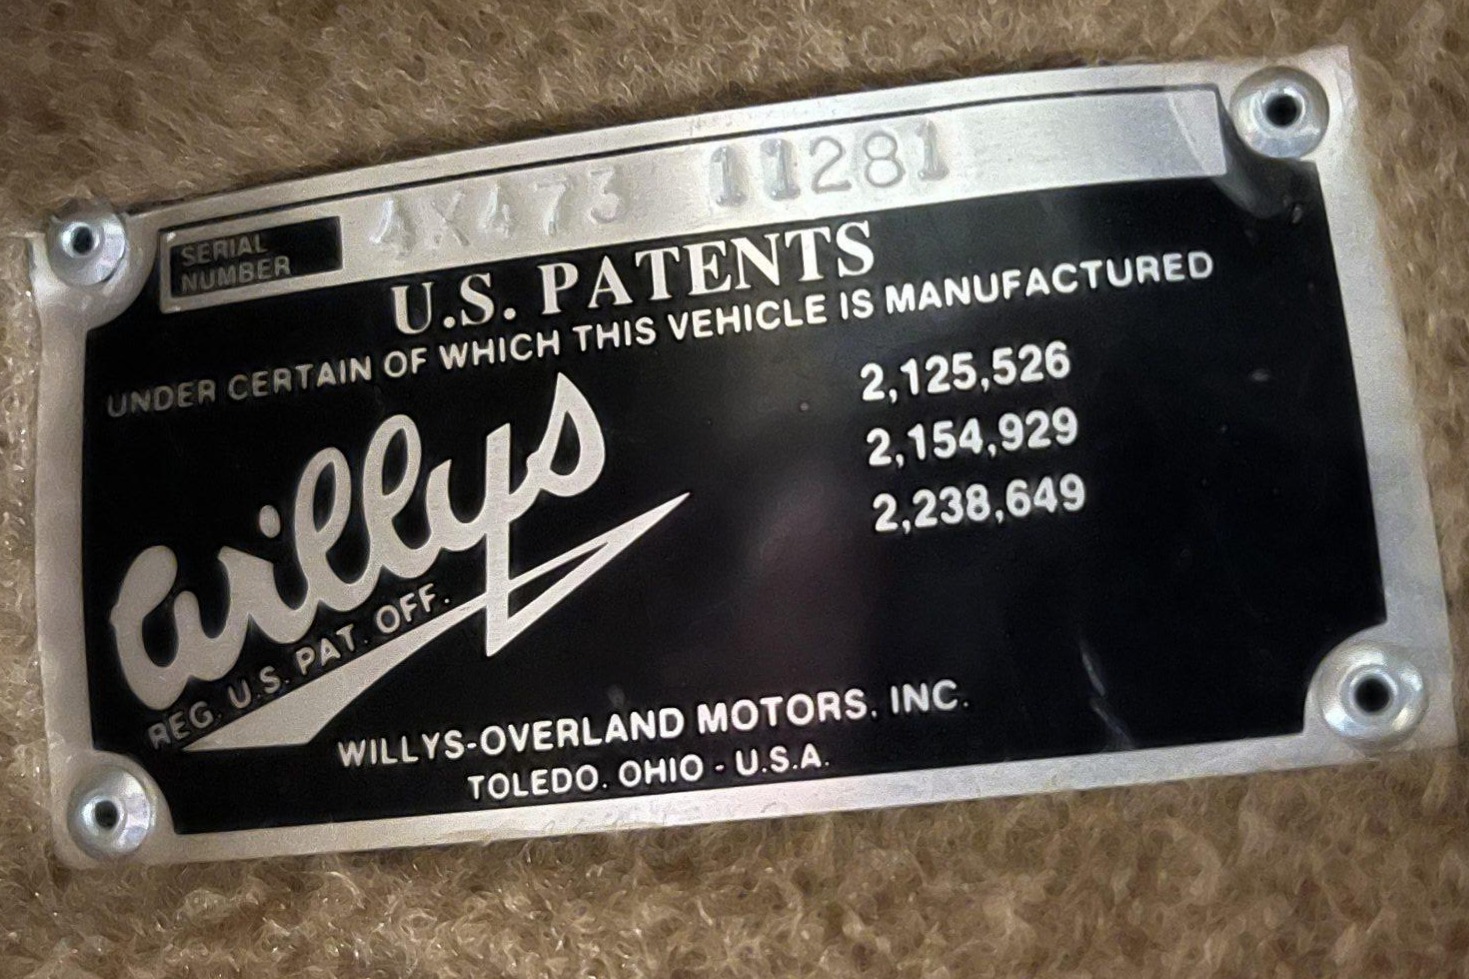 SERIAL
NUMBER
4X473 11281
U.S. PATENTS
UNDER CERTAIN OF WHICH THIS VEHICLE IS MANUFACTURED
2,125,526
2,154,929
2,238,649
Willys
REG. U.S. PAT. OFF.
WILLYS-OVERLAND MOTORS, INC.
TOLEDO, OHIO - U.S.A.